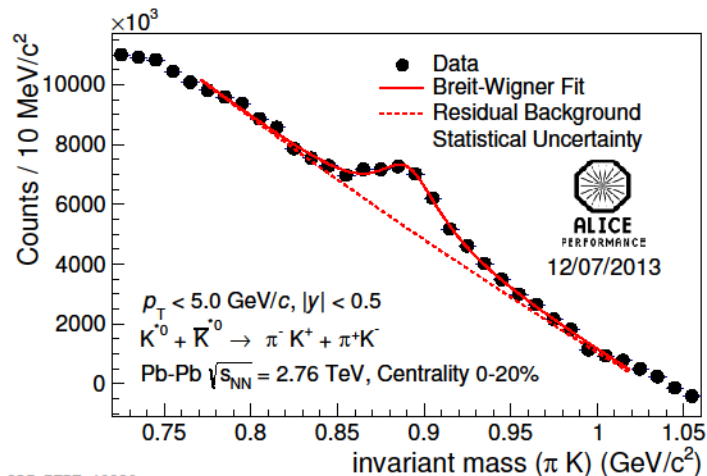 ×10³
Counts / 10 MeV/c²
10000
8000
6000
4000
2000
0
Data
Breit-Wigner Fit
Residual Background
Statistical Uncertainty
ALICE
PERFORMANCE
12/07/2013
p_T < 5.0 GeV/c, |y| < 0.5
K*⁰ + K̅*⁰ → π⁻ K⁺ + π⁺K⁻
Pb-Pb √s_NN = 2.76 TeV, Centrality 0-20%
0.75 0.8 0.85 0.9 0.95 1 1.05
invariant mass (π K) (GeV/c²)